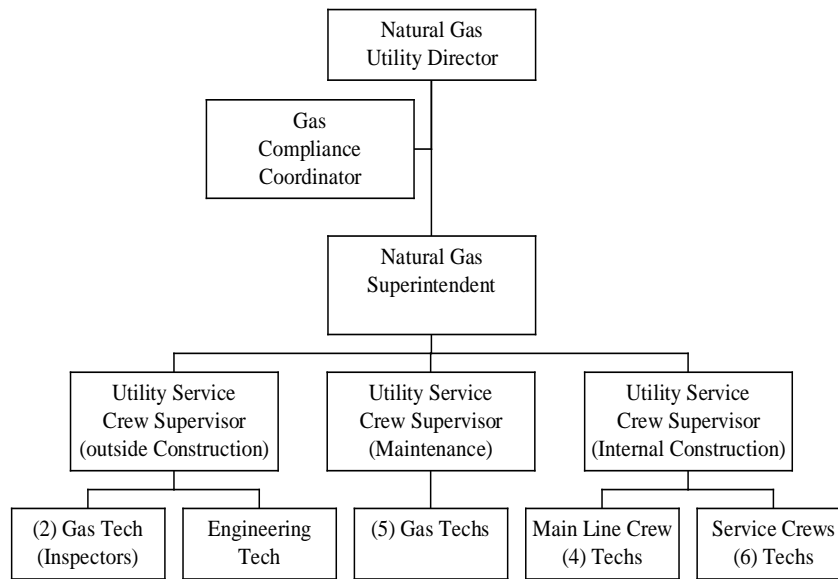 Natural Gas
Utility Director
Gas
Compliance
Coordinator
Natural Gas
Superintendent
Utility Service
Crew Supervisor
(outside Construction)
Utility Service
Crew Supervisor
(Maintenance)
Utility Service
Crew Supervisor
(Internal Construction)
(2) Gas Tech
(Inspectors)
Engineering
Tech
(5) Gas Techs
Main Line Crew
(4) Techs
Service Crews
(6) Techs